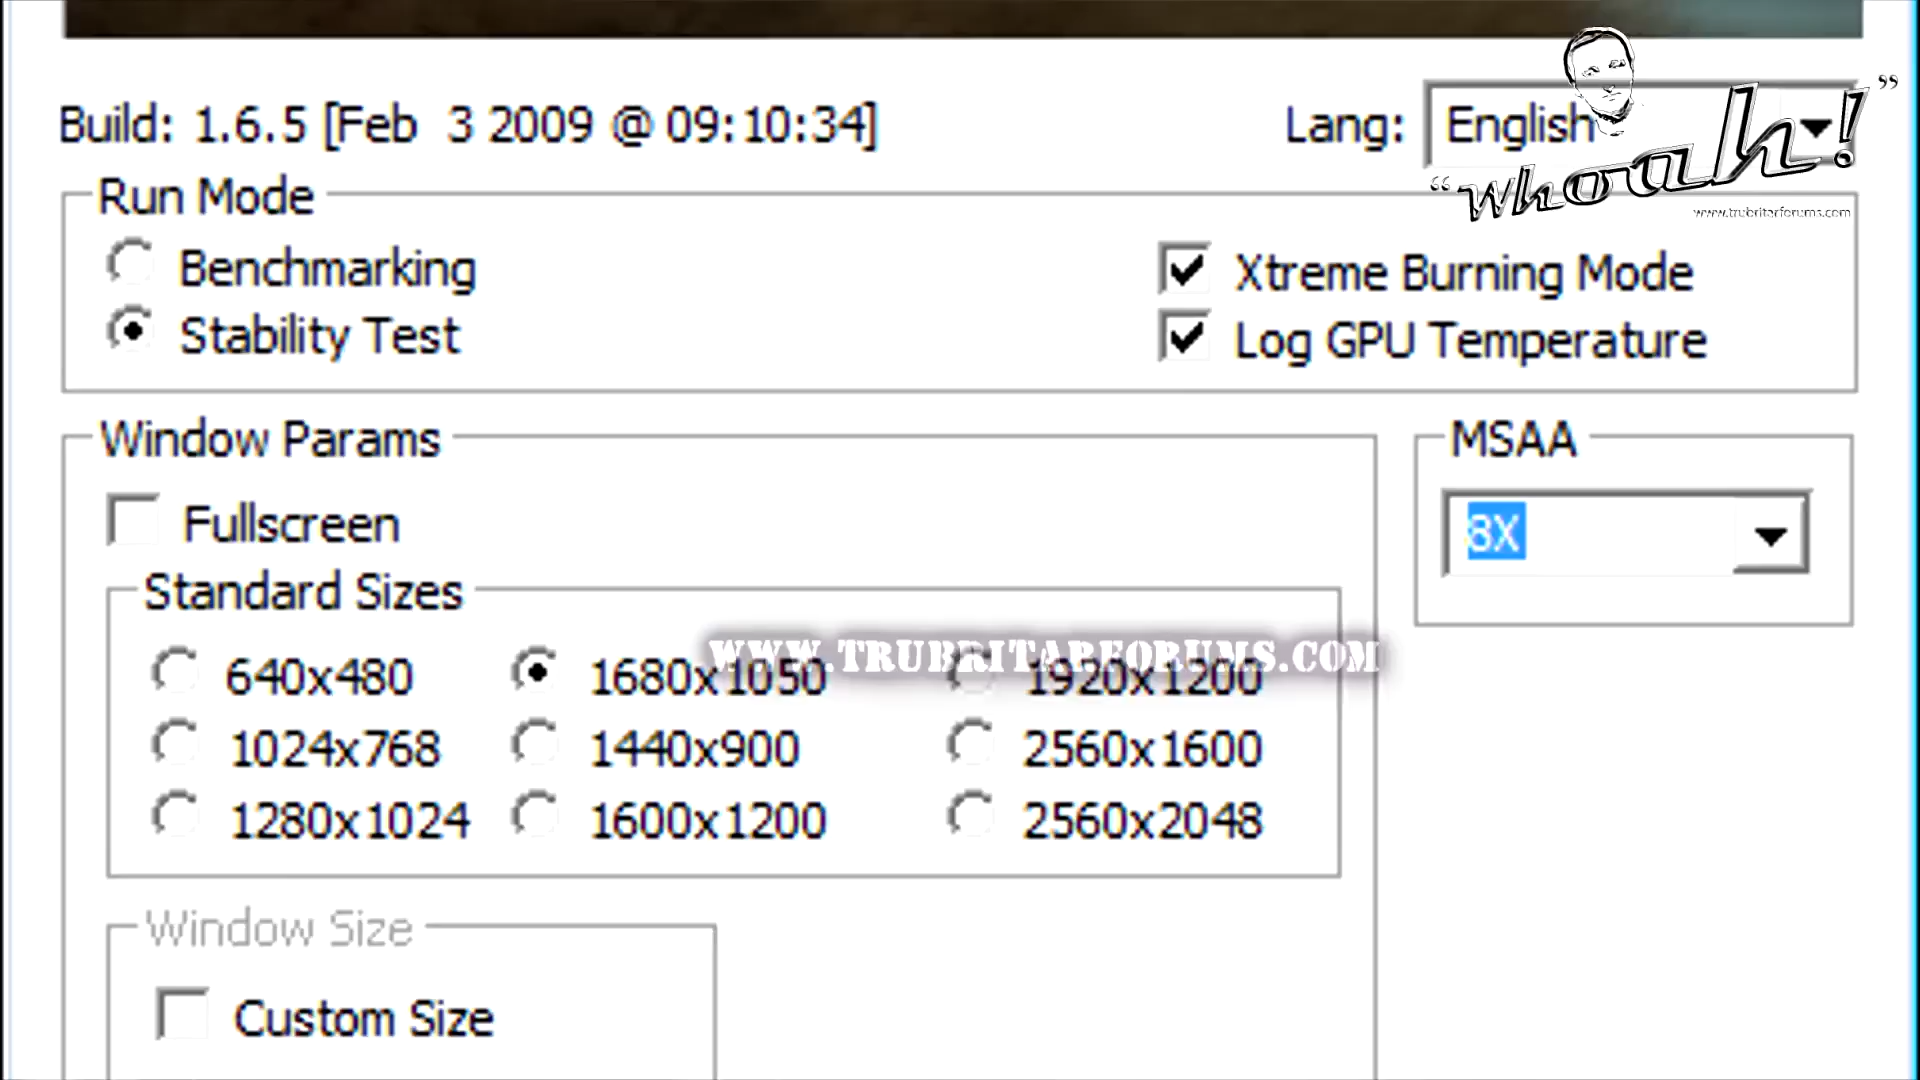 Build: 1.6.5 [Feb 3 2009 @ 09:10:34]
Lang: English
“Whoah!”
www.trubritarforums.com
Run Mode
Benchmarking
Xtreme Burning Mode
Stability Test
Log GPU Temperature
Window Params
MSAA
Fullscreen
8X
Standard Sizes
WWW.TRUBRITARFORUMS.COM
640x480 1680x1050 1920x1200
1024x768 1440x900 2560x1600
1280x1024 1600x1200 2560x2048
Window Size
Custom Size